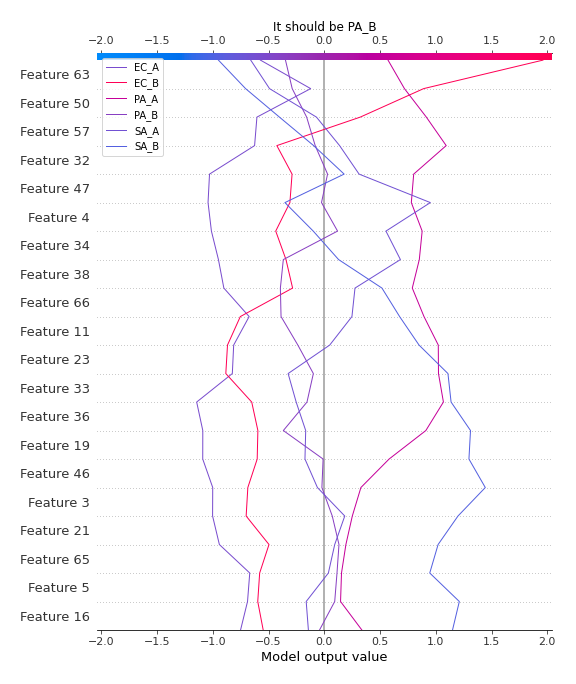 It should be PA_B
−2.0 −1.5 −1.0 −0.5 0.0 0.5 1.0 1.5 2.0
EC_A
EC_B
PA_A
PA_B
SA_A
SA_B
Feature 63
Feature 50
Feature 57
Feature 32
Feature 47
Feature 4
Feature 34
Feature 38
Feature 66
Feature 11
Feature 23
Feature 33
Feature 36
Feature 19
Feature 46
Feature 3
Feature 21
Feature 65
Feature 5
Feature 16
−2.0 −1.5 −1.0 −0.5 0.0 0.5 1.0 1.5 2.0
Model output value